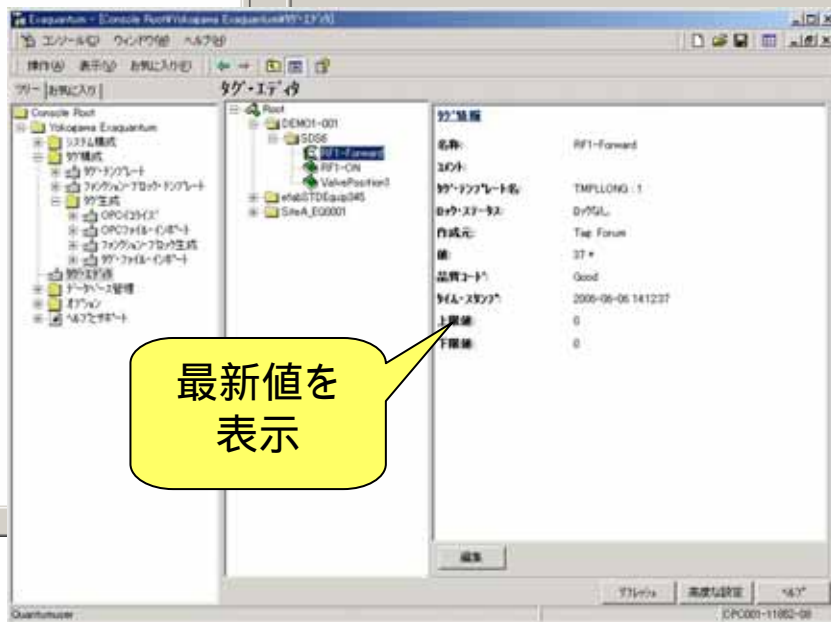 Exaquantum - [Console Root¥Yokogawa Exaquantum¥タグ・エディタ]
コンソール(C) ウィンドウ(W) ヘルプ(H)
操作(A) 表示(V) お気に入り(F)
ツリー お気に入り
タグ・エディタ
Console Root
Yokogawa Exaquantum
システム構成
タグ構成
タグ・テンプレート
ファンクション・ブロック・テンプレート
タグ生成
OPCイコライズ
OPCファイル・インポート
ファンクション・ブロック生成
タグ・ファイル・インポート
タグ・エディタ
データベース管理
オプション
ヘルプとサポート
Root
DEMO1-001
SDS6
RF1-Forward
RF1-ON
ValvePosition3
efabSTDEquip345
SiteA_EQ0001
タグ情報
名称: RF1-Forward
コメント:
タグ・テンプレート名: TMPLLONG : 1
ロック・ステータス: ロックなし
作成元: Tag Forum
値: 37 *
品質コード: Good
タイム・スタンプ: 2006-06-06 14:12:37
上限値: 0
下限値: 0
最新値を
表示
編集
リフレッシュ 高度な設定 ヘルプ
Quantumuser